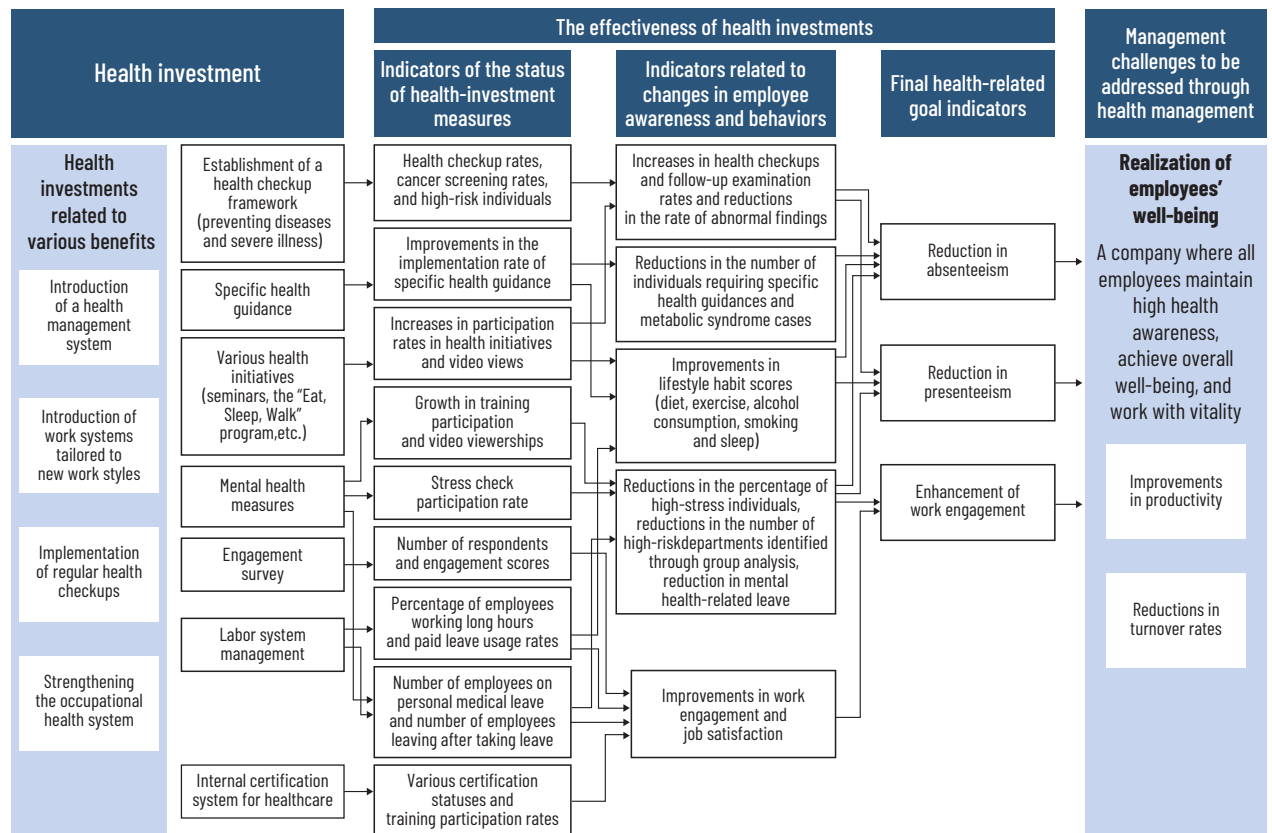 Health investment
The effectiveness of health investments
Indicators of the status
of health-investment
measures
Indicators related to
changes in employee
awareness and behaviors
Final health-related
goal indicators
Management
challenges to be
addressed through
health management
Health
investments
related to
various benefits
Introduction
of a health
management
system
Introduction of
work systems
tailored to
new work styles
Implementation
of regular health
checkups
Strengthening
the occupational
health system
Establishment of a
health checkup
framework
(preventing diseases
and severe illness)
Specific health
guidance
Various health
initiatives
(seminars, the “Eat,
Sleep, Walk”
program,etc.)
Mental health
measures
Engagement
survey
Labor system
management
Internal certification
system for healthcare
Health checkup rates,
cancer screening rates,
and high-risk individuals
Improvements in the
implementation rate of
specific health guidance
Increases in participation
rates in health initiatives
and video views
Growth in training
participation
and video viewerships
Stress check
participation rate
Number of respondents
and engagement scores
Percentage of employees
working long hours
and paid leave usage rates
Number of employees on
personal medical leave
and number of employees
leaving after taking leave
Various certification
statuses and
training participation rates
Increases in health checkups
and follow-up examination
rates and reductions
in the rate of abnormal findings
Reductions in the number of
individuals requiring specific
health guidances and
metabolic syndrome cases
Improvements in
lifestyle habit scores
(diet, exercise, alcohol
consumption, smoking
and sleep)
Reductions in the percentage of
high-stress individuals,
reductions in the number of
high-riskdepartments identified
through group analysis,
reduction in mental
health-related leave
Improvements in work
engagement and
job satisfaction
Reduction in
absenteeism
Reduction in
presenteeism
Enhancement of
work engagement
Realization of
employees’
well-being
A company where all
employees maintain
high health
awareness,
achieve overall
well-being, and
work with vitality
Improvements
in productivity
Reductions in
turnover rates